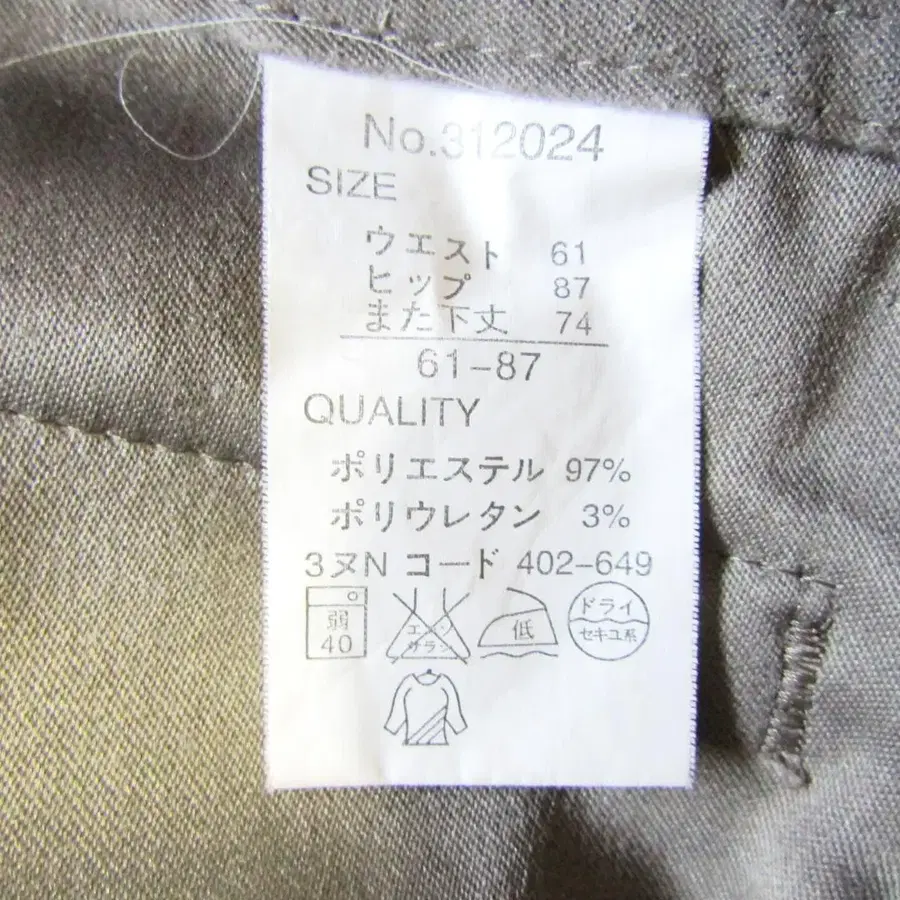 No.312024
SIZE
ウエスト 61
ヒップ 87
また下丈 74
61-87
QUALITY
ポリエステル 97%
ポリウレタン 3%
3ヌN コード 402-649
弱
40
エンソ
サラシ
低
ドライ
セキユ系